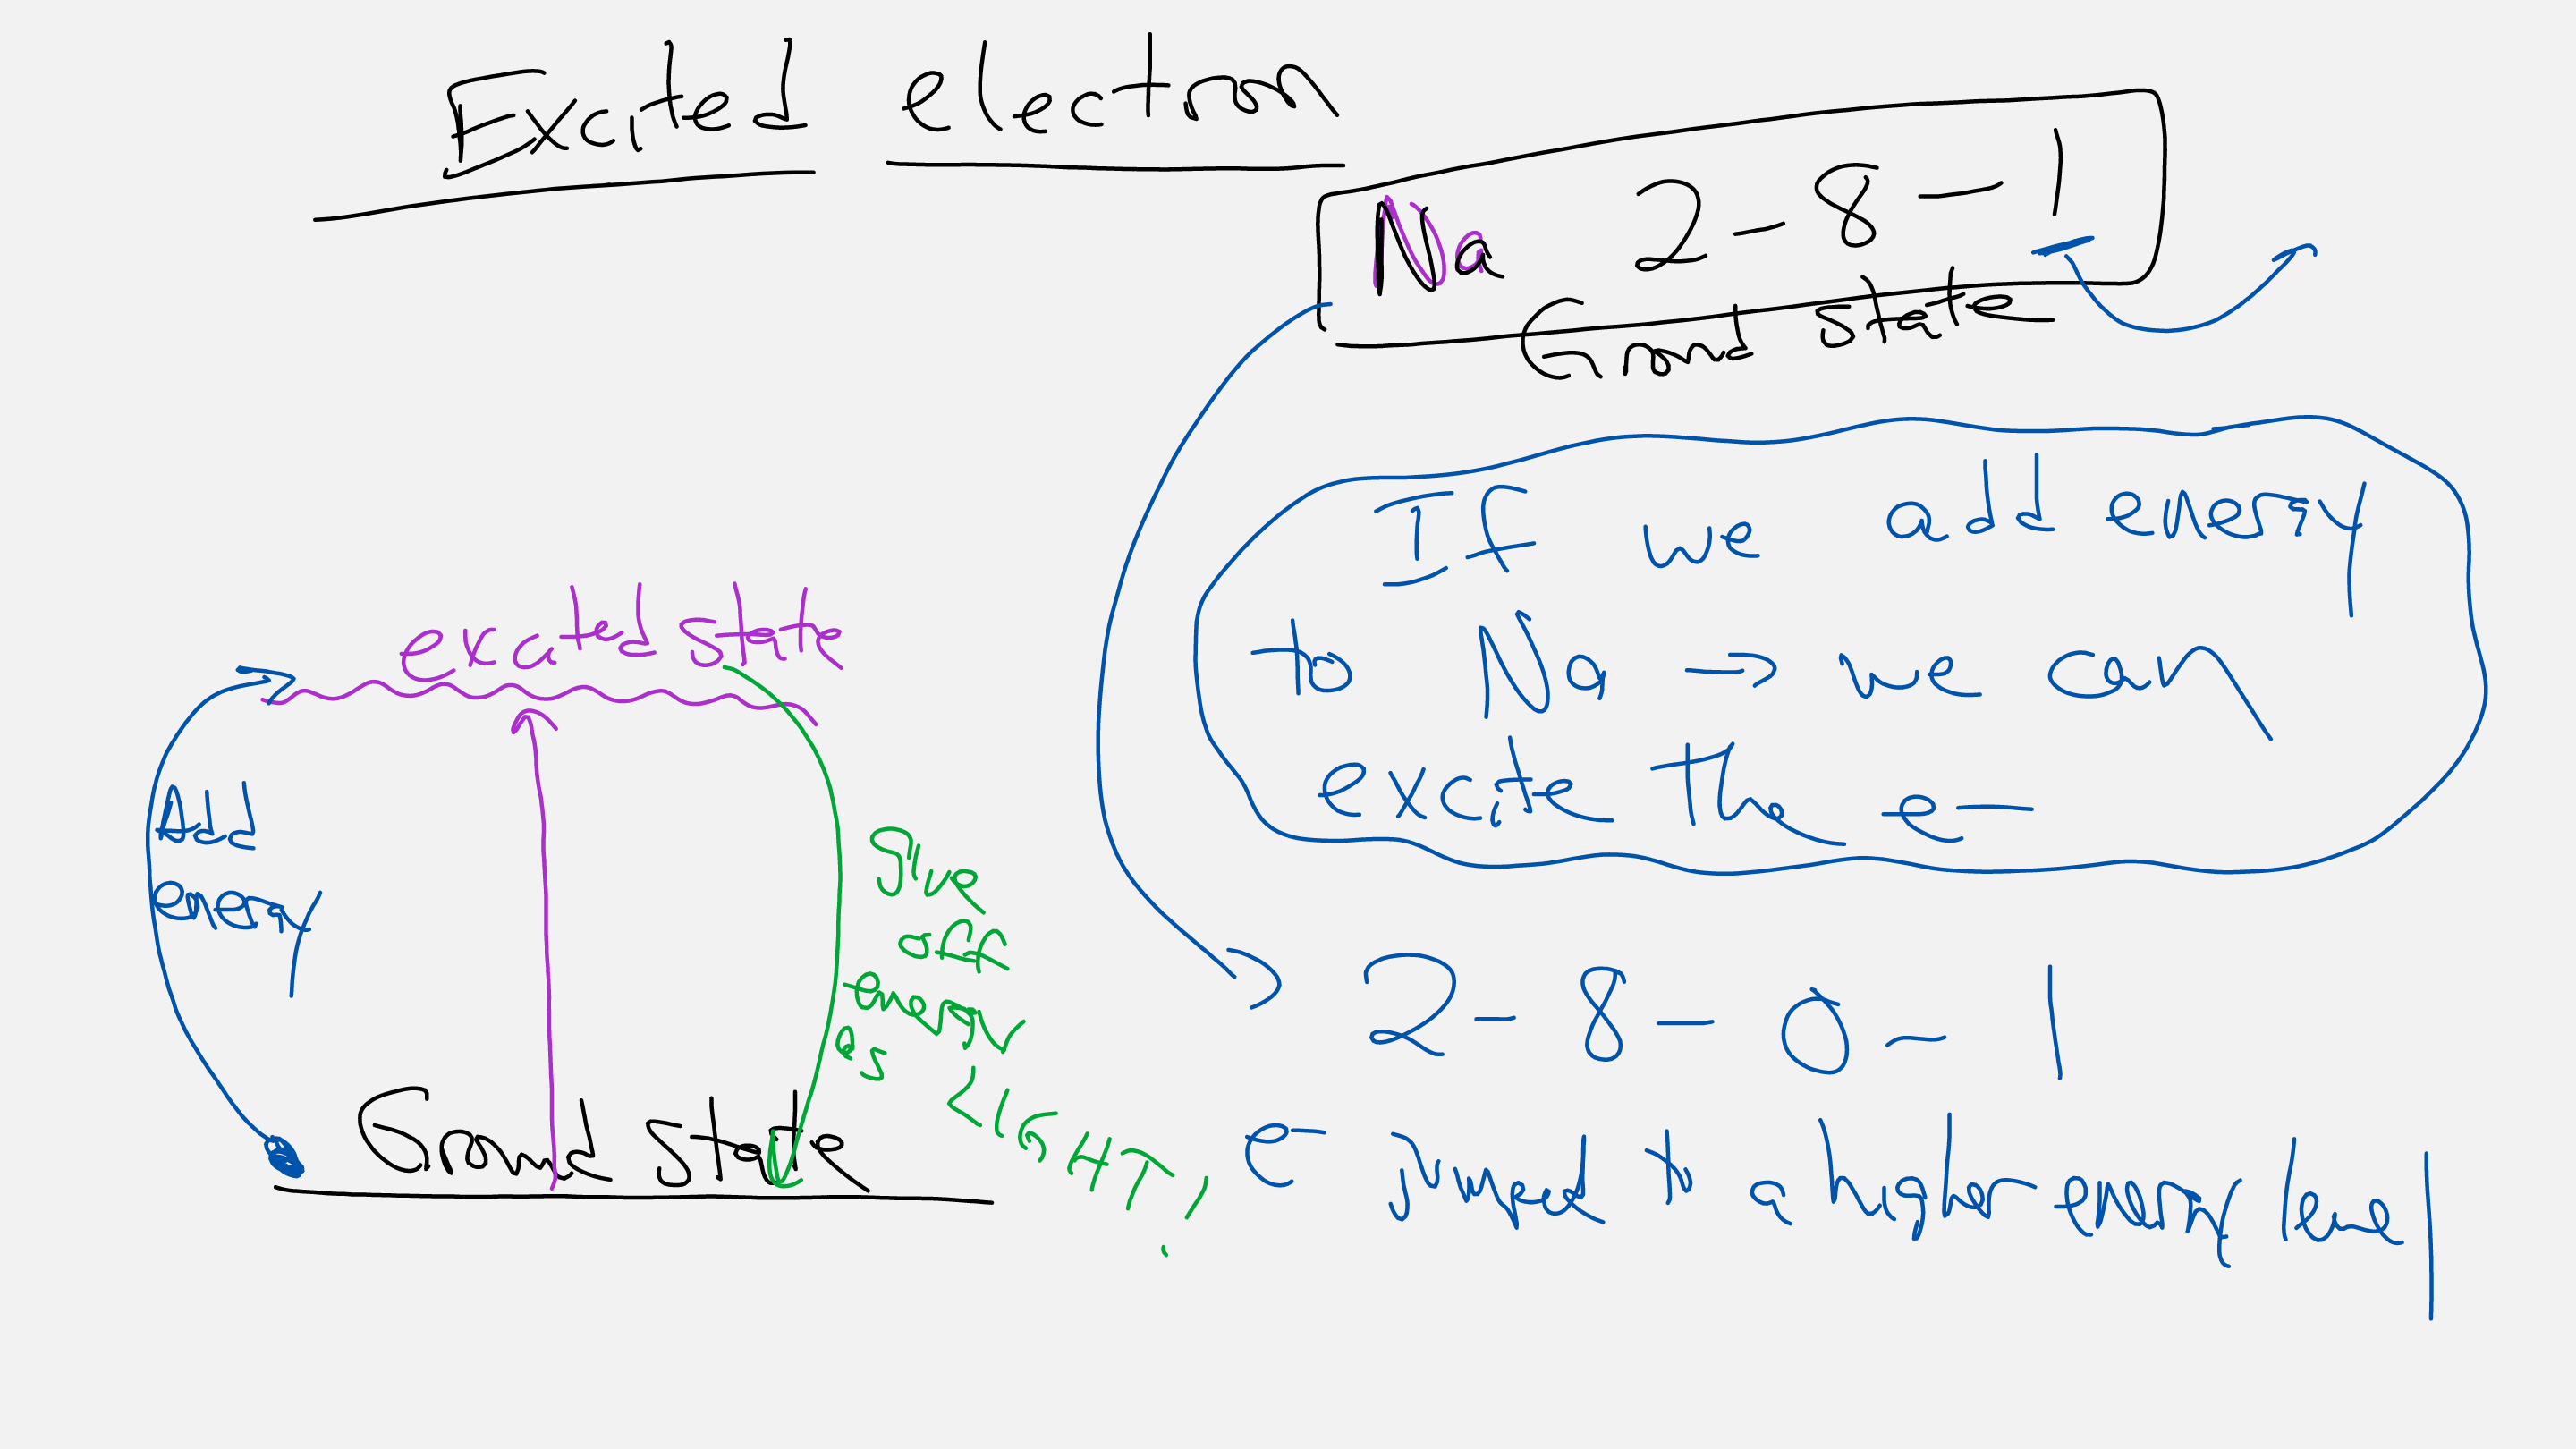 Excited electron
Na 2-8-1
Ground state
If we add energy
to Na → we can
excite the e-
excited state
Add
energy
give
off
energy
as
LIGHT!
Ground state
2-8-0-1
e- jumped to a higher energy level